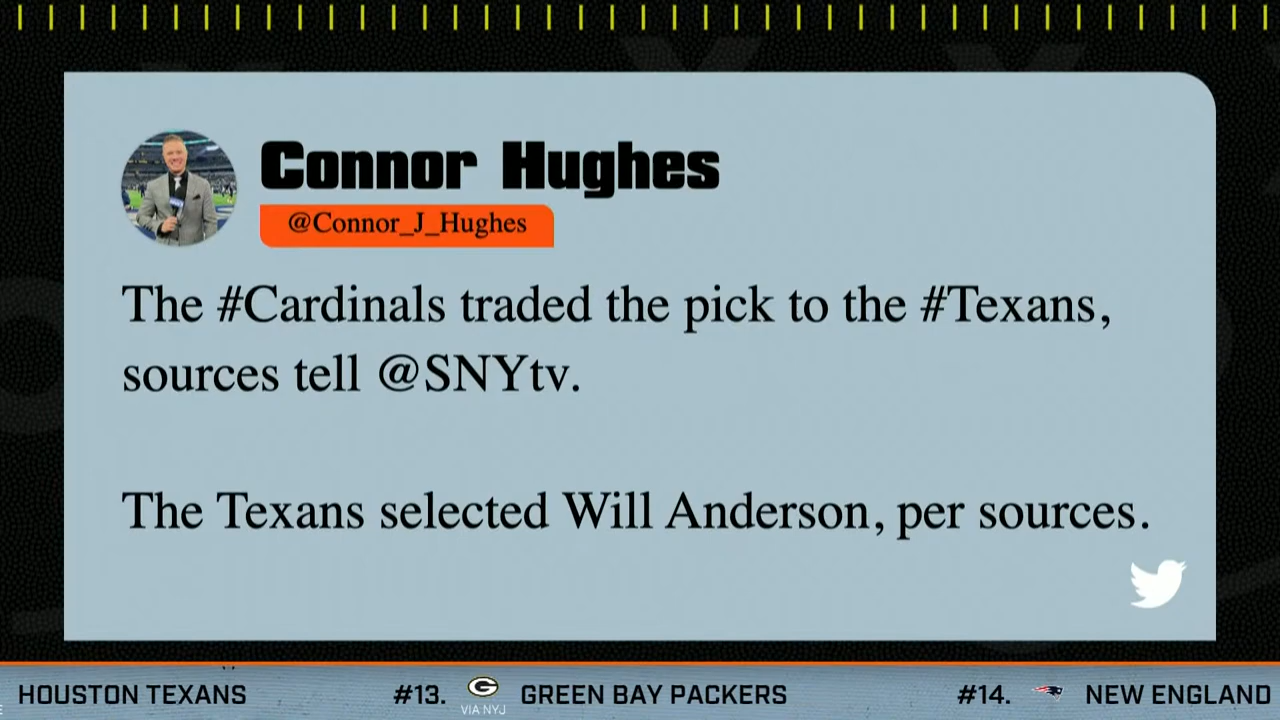 Connor Hughes
@Connor_J_Hughes
The #Cardinals traded the pick to the #Texans,
sources tell @SNYtv.
The Texans selected Will Anderson, per sources.
HOUSTON TEXANS #13. VIA NYJ GREEN BAY PACKERS #14. NEW ENGLAND